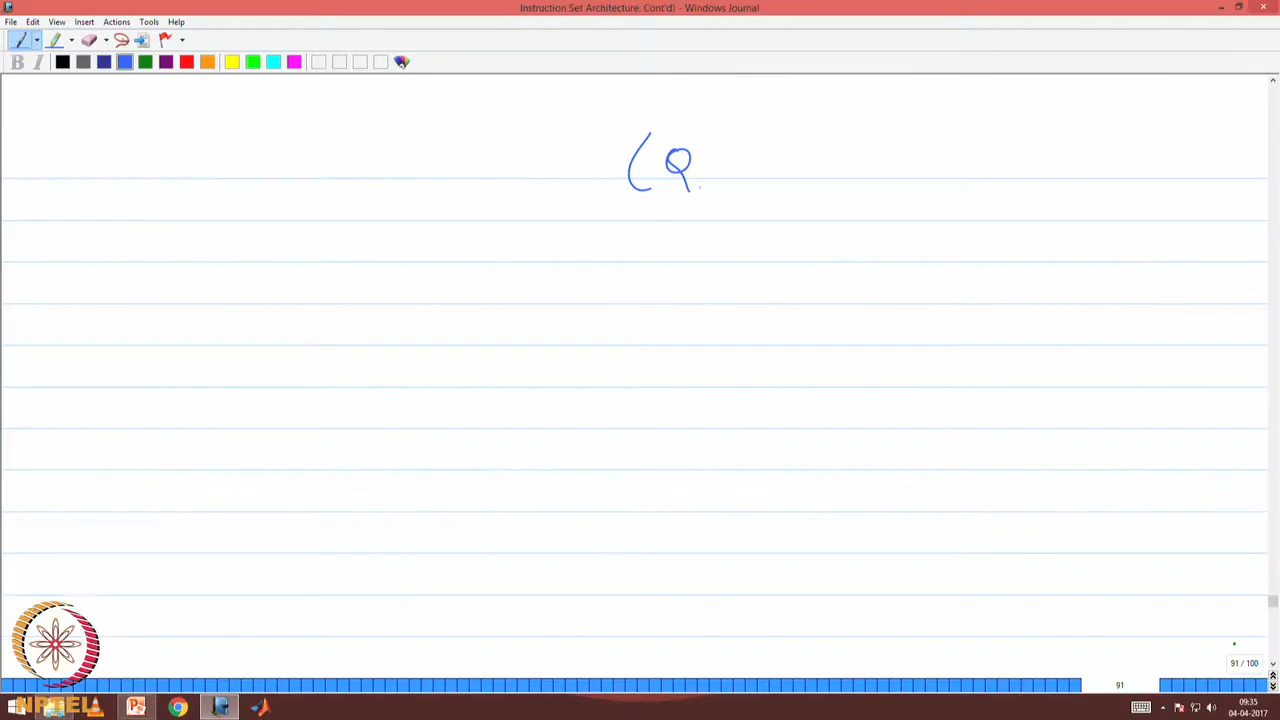 Instruction Set Architecture. Cont'd) - Windows Journal
File Edit View Insert Actions Tools Help
B I
(Q
91 / 100
91
NPTEL
09:35
04-04-2017